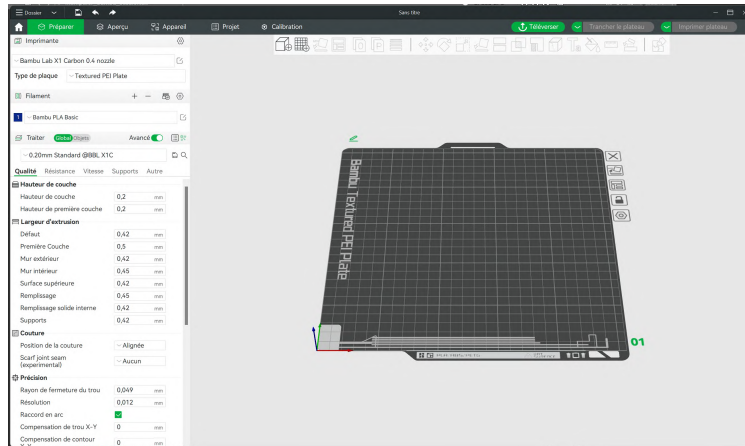 Dossier
Sans titre
Préparer
Aperçu
Appareil
Projet
Calibration
Téléverser
Trancher le plateau
Imprimer plateau
Imprimante
Bambu Lab X1 Carbon 0.4 nozzle
Type de plaque
Textured PEI Plate
Filament
1
Bambu PLA Basic
Traiter
Global
Objets
Avancé
0.20mm Standard @BBL X1C
Qualité Résistance Vitesse Supports Autre
Hauteur de couche
Hauteur de couche 0,2 mm
Hauteur de première couche 0,2 mm
Largeur d'extrusion
Défaut 0,42 mm
Première Couche 0,5 mm
Mur extérieur 0,42 mm
Mur intérieur 0,45 mm
Surface supérieure 0,42 mm
Remplissage 0,45 mm
Remplissage solide interne 0,42 mm
Supports 0,42 mm
Couture
Position de la couture Alignée
Scarf joint seam
(experimental) Aucun
Précision
Rayon de fermeture du trou 0,049 mm
Résolution 0,012 mm
Raccord en arc
Compensation de trou X-Y 0 mm
Compensation de contour
X-Y 0 mm
Bambu Textured PEI Plate
01